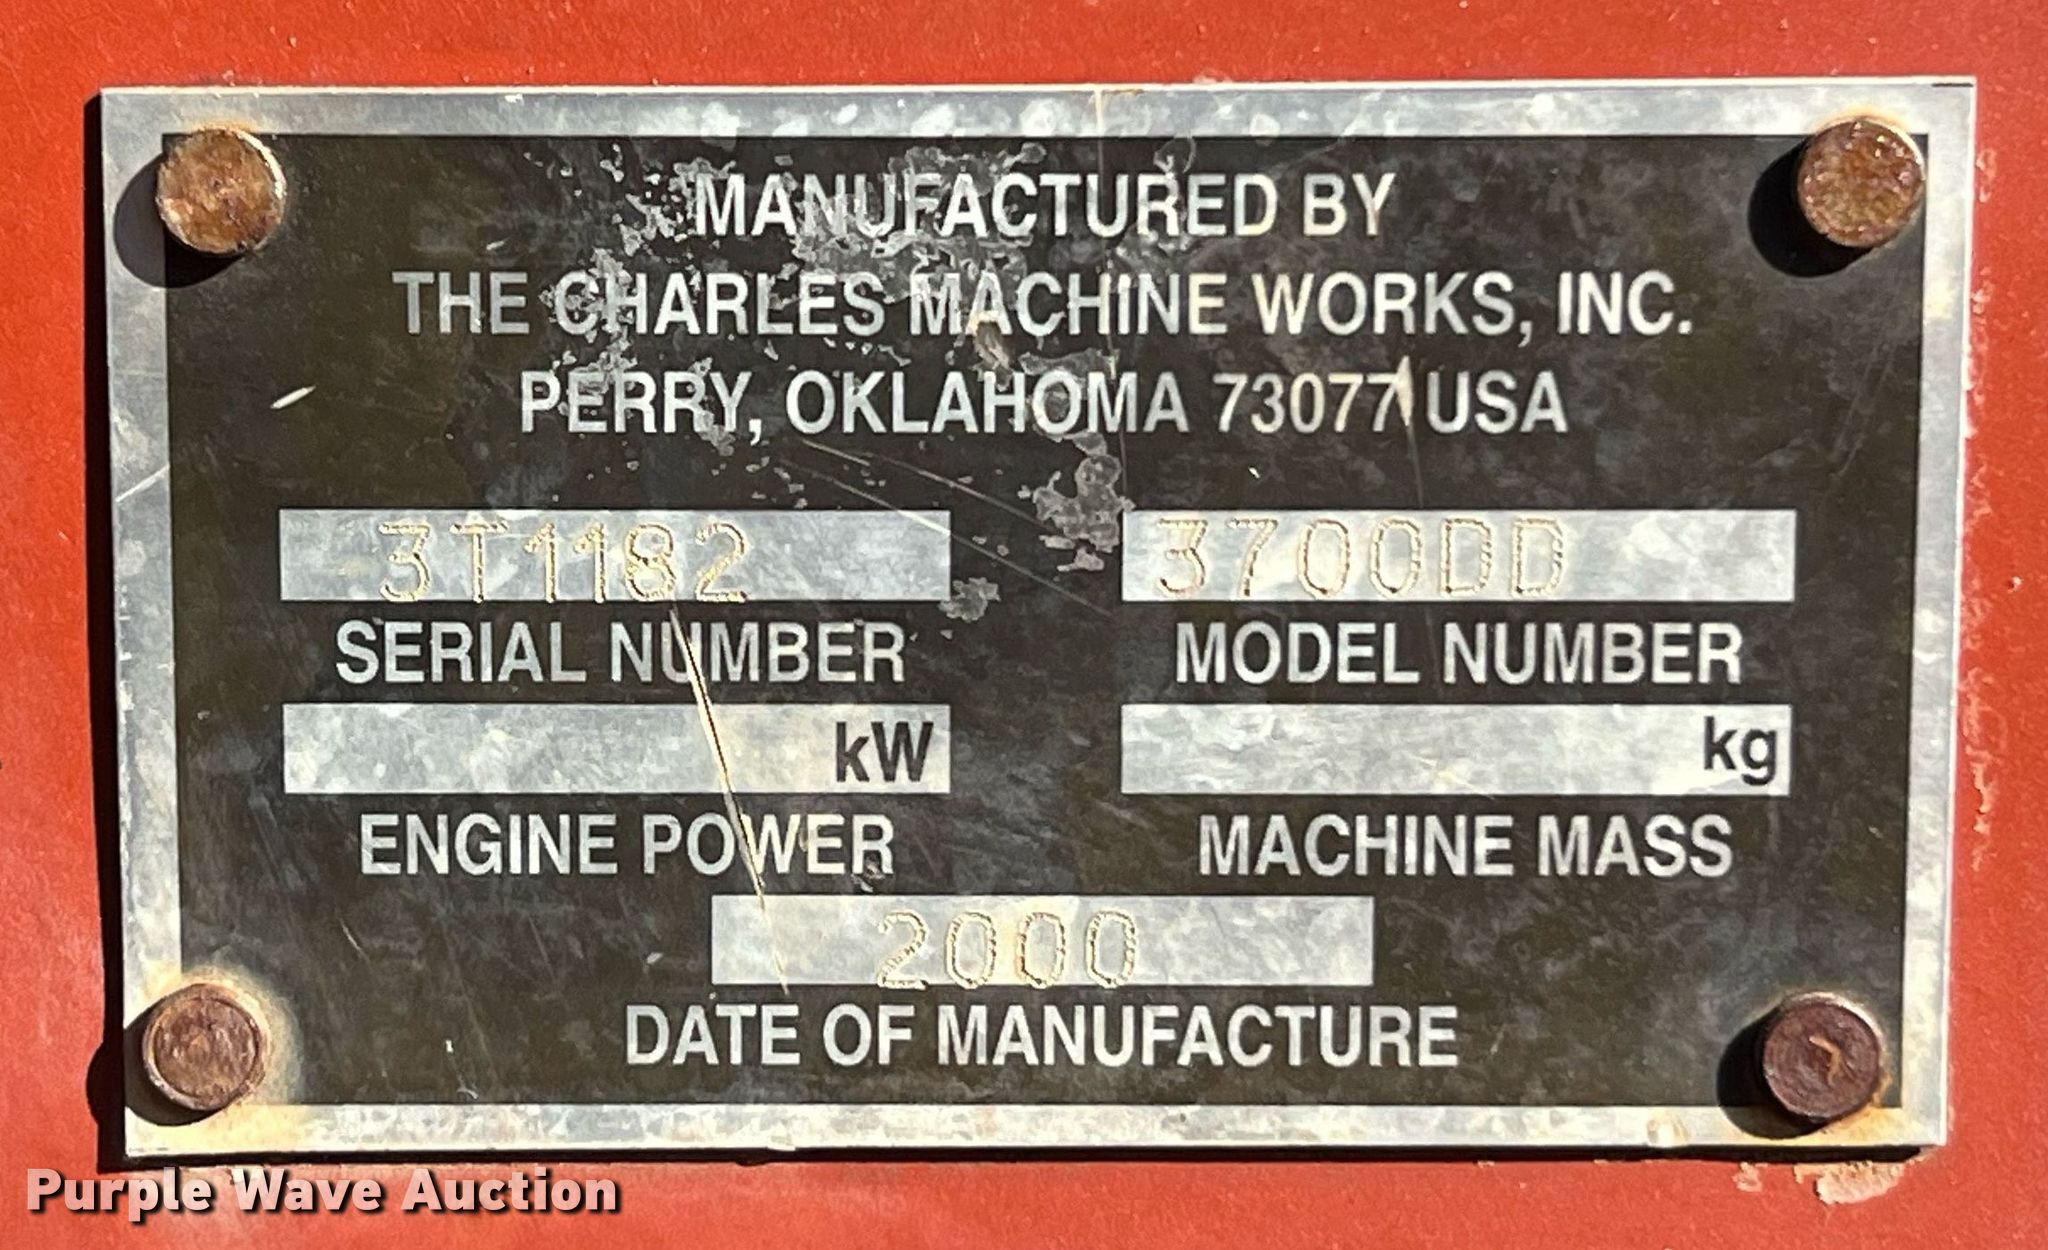 MANUFACTURED BY
THE CHARLES MACHINE WORKS, INC.
PERRY, OKLAHOMA 73077 USA
3T1182 3700DD
SERIAL NUMBER MODEL NUMBER
kW kg
ENGINE POWER MACHINE MASS
2000
DATE OF MANUFACTURE
Purple Wave Auction